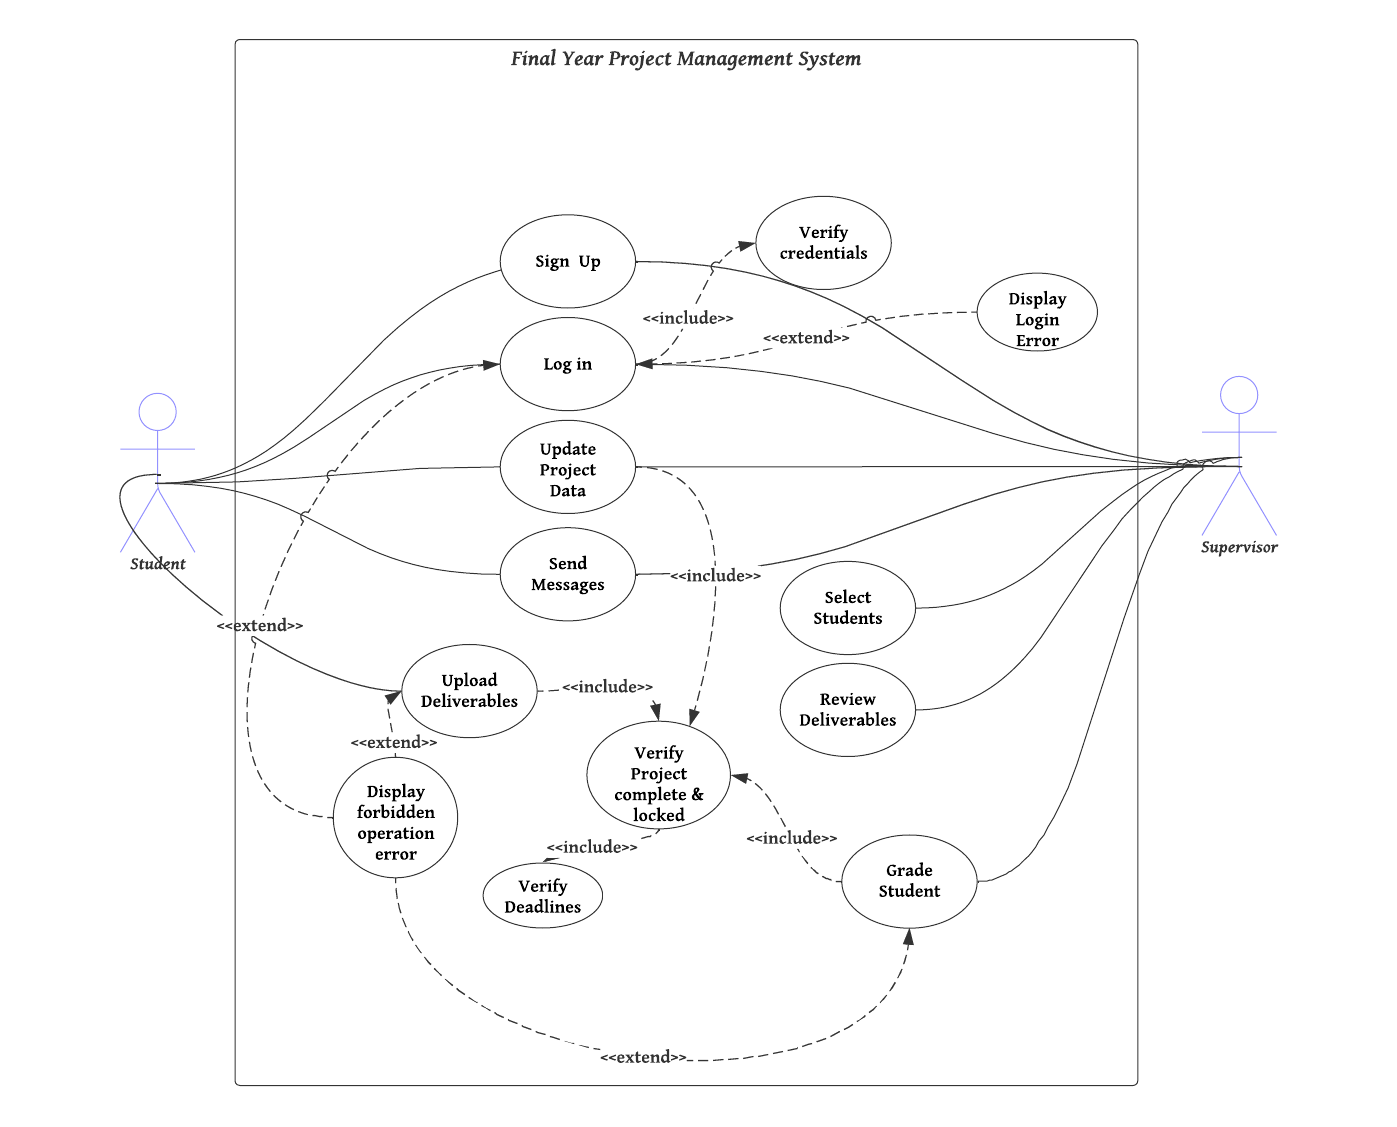 Final Year Project Management System
Verify
credentials
Sign Up
Display
Login
Error
<<include>>
<<extend>>
Log in
Update
Project
Data
Student
Supervisor
Send
Messages
<<include>>
Select
Students
<<extend>>
Upload
Deliverables
<<include>>
Review
Deliverables
<<extend>>
Verify
Project
complete &
locked
Display
forbidden
operation
error
<<include>>
<<include>>
Verify
Deadlines
Grade
Student
<<extend>>